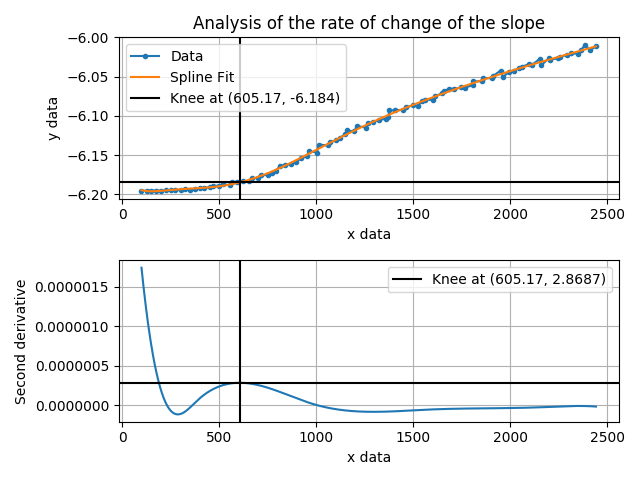 Analysis of the rate of change of the slope
−6.00
−6.05
−6.10
−6.15
−6.20
y data
Data
Spline Fit
Knee at (605.17, -6.184)
0 500 1000 1500 2000 2500
x data
0.0000015
0.0000010
0.0000005
0.0000000
Second derivative
Knee at (605.17, 2.8687)
0 500 1000 1500 2000 2500
x data